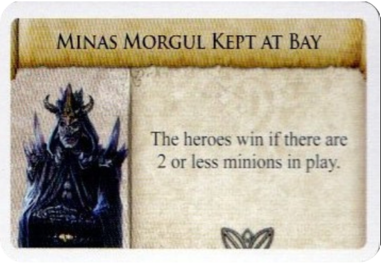 Minas Morgul Kept at Bay
The heroes win if there are
2 or less minions in play.